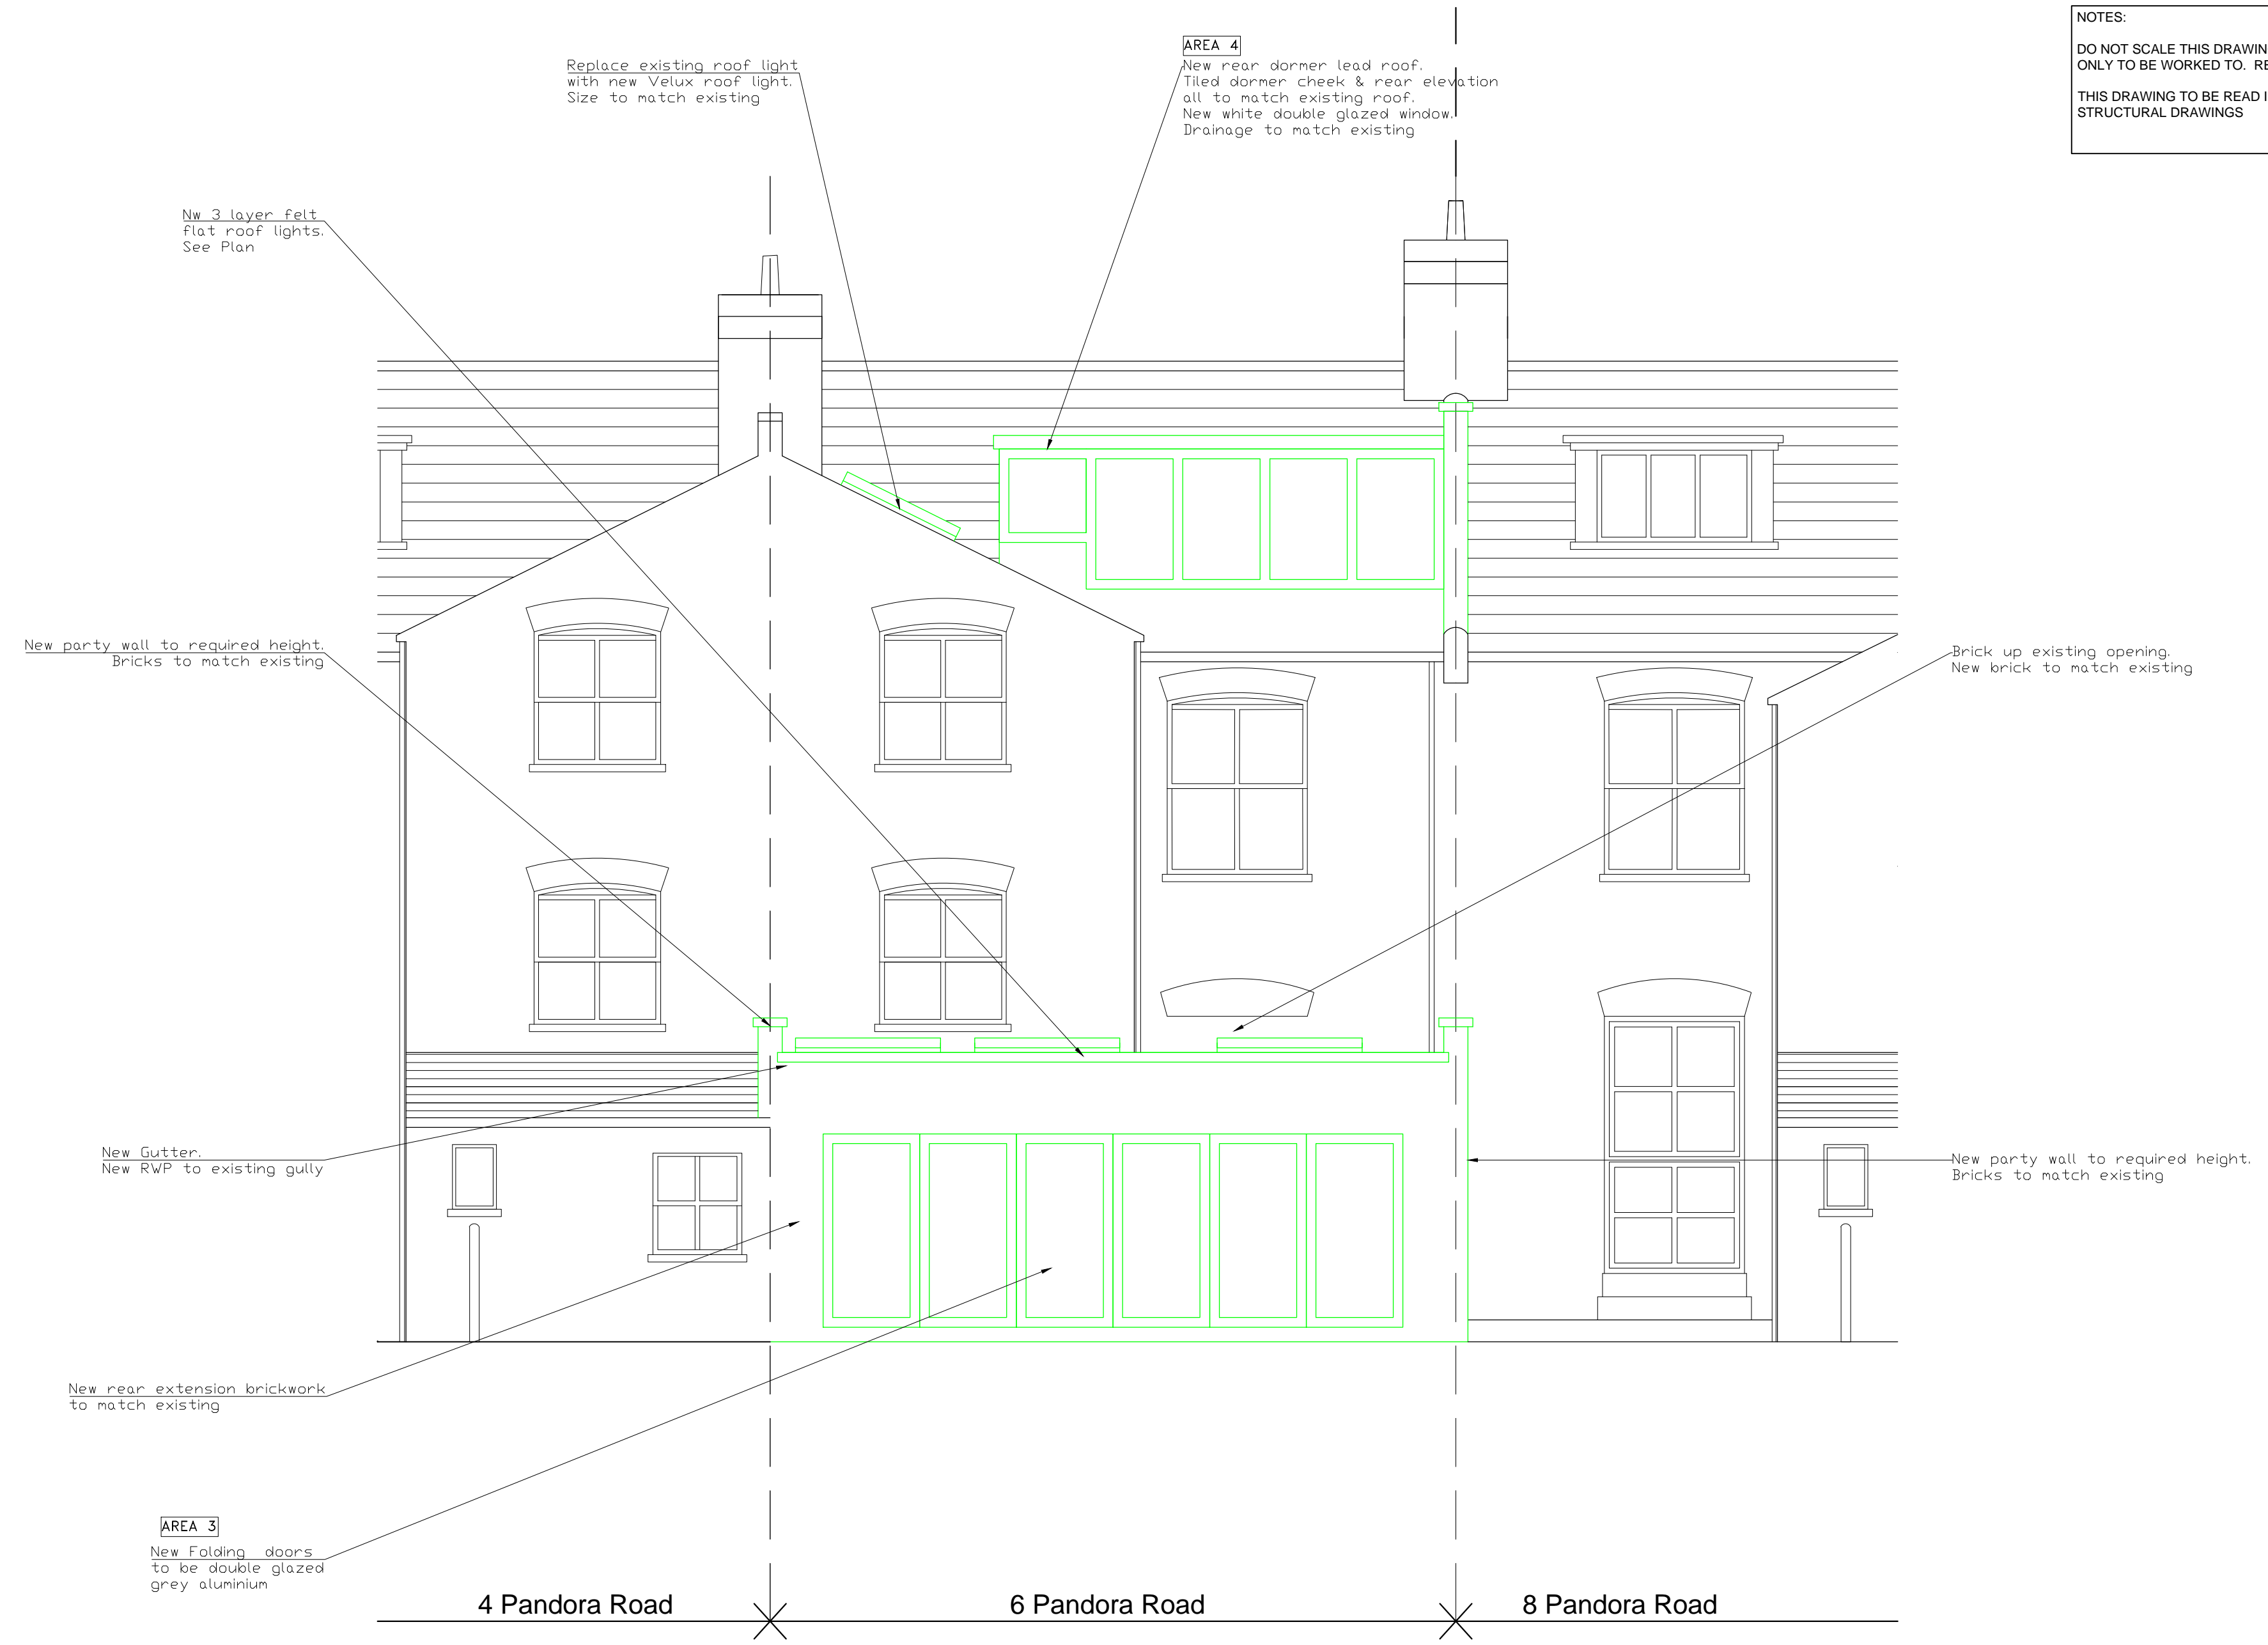 NOTES:
DO NOT SCALE THIS DRAWIN
ONLY TO BE WORKED TO. RE
THIS DRAWING TO BE READ I
STRUCTURAL DRAWINGS
AREA 4
New rear dormer lead roof.
Tiled dormer cheek & rear elevation
all to match existing roof.
New white double glazed window.
Drainage to match existing
Replace existing roof light
with new Velux roof light.
Size to match existing
Nw 3 layer felt
flat roof lights.
See Plan
New party wall to required height.
Bricks to match existing
Brick up existing opening.
New brick to match existing
New Gutter.
New RWP to existing gully
New party wall to required height.
Bricks to match existing
New rear extension brickwork
to match existing
AREA 3
New Folding doors
to be double glazed
grey aluminium
4 Pandora Road
6 Pandora Road
8 Pandora Road